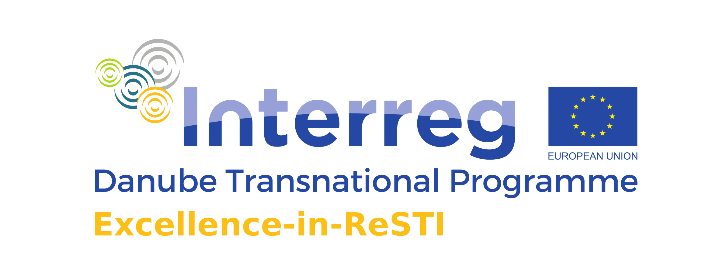 Interreg
EUROPEAN UNION
Danube Transnational Programme
Excellence-in-ReSTI